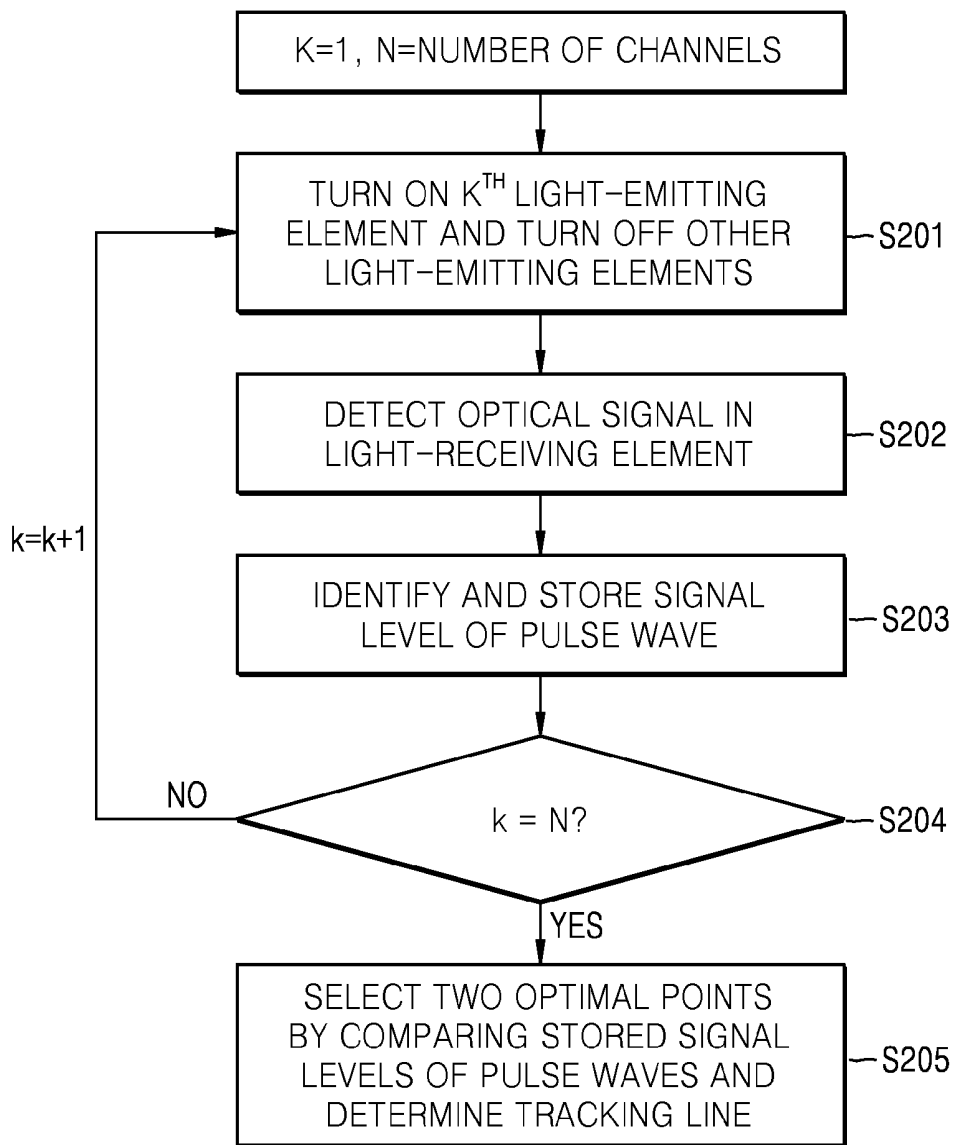 K=1, N=NUMBER OF CHANNELS
TURN ON KTH LIGHT-EMITTING
ELEMENT AND TURN OFF OTHER
LIGHT-EMITTING ELEMENTS
S201
DETECT OPTICAL SIGNAL IN
LIGHT-RECEIVING ELEMENT
S202
k=k+1
IDENTIFY AND STORE SIGNAL
LEVEL OF PULSE WAVE
S203
NO
k = N?
S204
YES
SELECT TWO OPTIMAL POINTS
BY COMPARING STORED SIGNAL
LEVELS OF PULSE WAVES AND
DETERMINE TRACKING LINE
S205